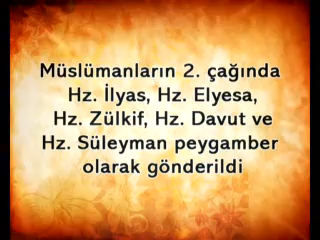 Müslümanların 2. çağında
Hz. İlyas, Hz. Elyesa,
Hz. Zülkif, Hz. Davut ve
Hz. Süleyman peygamber
olarak gönderildi